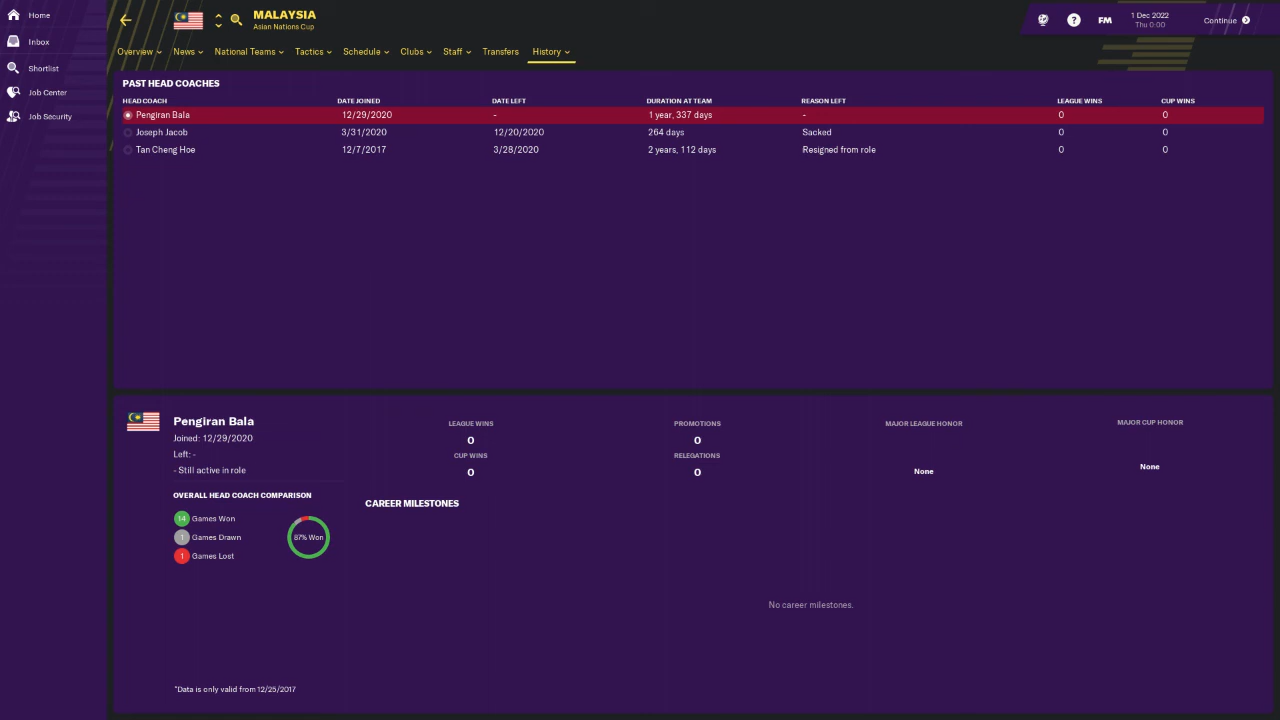 Home
Inbox
Shortlist
Job Center
Job Security
MALAYSIA
Asian Nations Cup
? FM 1 Dec 2022
Thu 0:00
Continue
Overview News National Teams Tactics Schedule Clubs Staff Transfers History
PAST HEAD COACHES
HEAD COACH DATE JOINED DATE LEFT DURATION AT TEAM REASON LEFT LEAGUE WINS CUP WINS
Pengiran Bala 12/29/2020 - 1 year, 337 days - 0 0
Joseph Jacob 3/31/2020 12/20/2020 264 days Sacked 0 0
Tan Cheng Hoe 12/7/2017 3/28/2020 2 years, 112 days Resigned from role 0 0
Pengiran Bala
Joined: 12/29/2020
Left: -
- Still active in role
LEAGUE WINS PROMOTIONS MAJOR LEAGUE HONOR MAJOR CUP HONOR
0 0
CUP WINS RELEGATIONS
0 0 None None
OVERALL HEAD COACH COMPARISON
14 Games Won
1 Games Drawn
1 Games Lost
87% Won
CAREER MILESTONES
No career milestones.
*Data is only valid from 12/25/2017